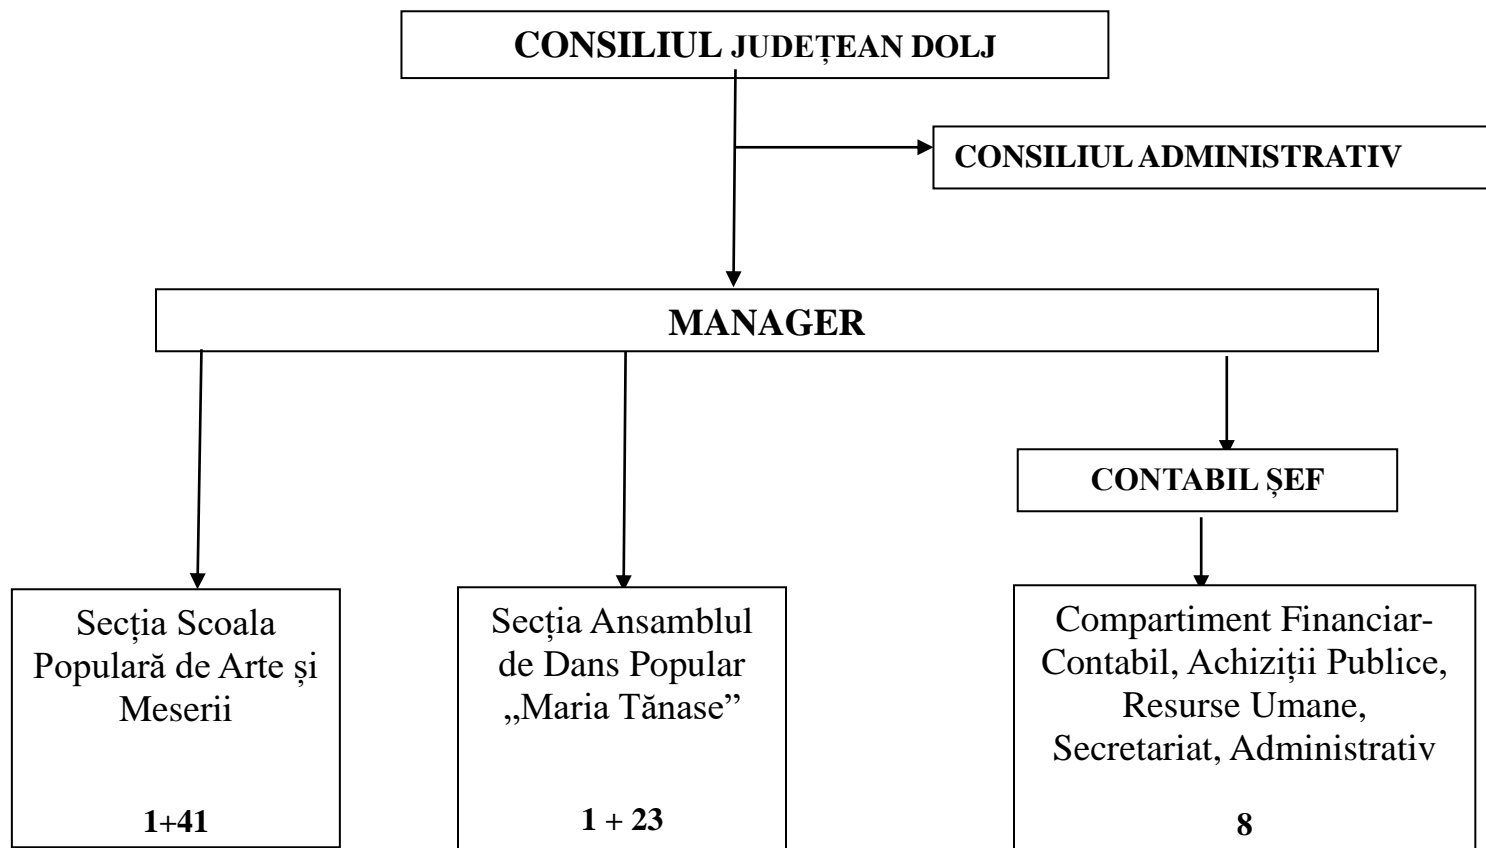 CONSILIUL JUDEȚEAN DOLJ
CONSILIUL ADMINISTRATIV
MANAGER
CONTABIL ȘEF
Secția Scoala
Populară de Arte și
Meserii
1+41
Secția Ansamblul
de Dans Popular
„Maria Tănase”
1 + 23
Compartiment Financiar-
Contabil, Achiziții Publice,
Resurse Umane,
Secretariat, Administrativ
8